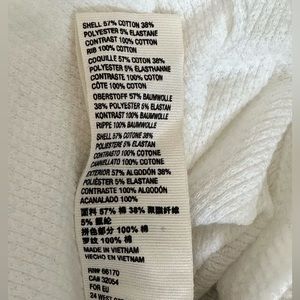 SHELL 57% COTTON 38%
POLYESTER 5% ELASTANE
CONTRAST 100% COTTON
RIB 100% COTTON
COQUILLE 57% COTON 38%
POLYESTER 5% ELASTHANNE
CONTRASTE 100% COTON
CÔTE 100% COTON
OBERSTOFF 57% BAUMWOLLE
38% POLYESTER 5% ELASTAN
KONTRAST 100% BAUMWOLLE
RIPPE 100% BAUMWOLLE
SHELL 57% COTONE 38%
POLIESTERE 5% ELASTAN
CONTRASTO 100% COTONE
CANNELLATO 100% COTONE
EXTERIOR 57% ALGODÓN 38%
POLIÉSTER 5% ELASTANE
CONTRASTE 100% ALGODÓN
ACANALADO 100%
面料 57% 棉 38% 聚酯纤维
5% 氨纶
拼色部分 100% 棉
罗纹 100% 棉
MADE IN VIETNAM
HECHO EN VIETNAM
RN# 66170
CA# 32054
FOR EU
24 WEST